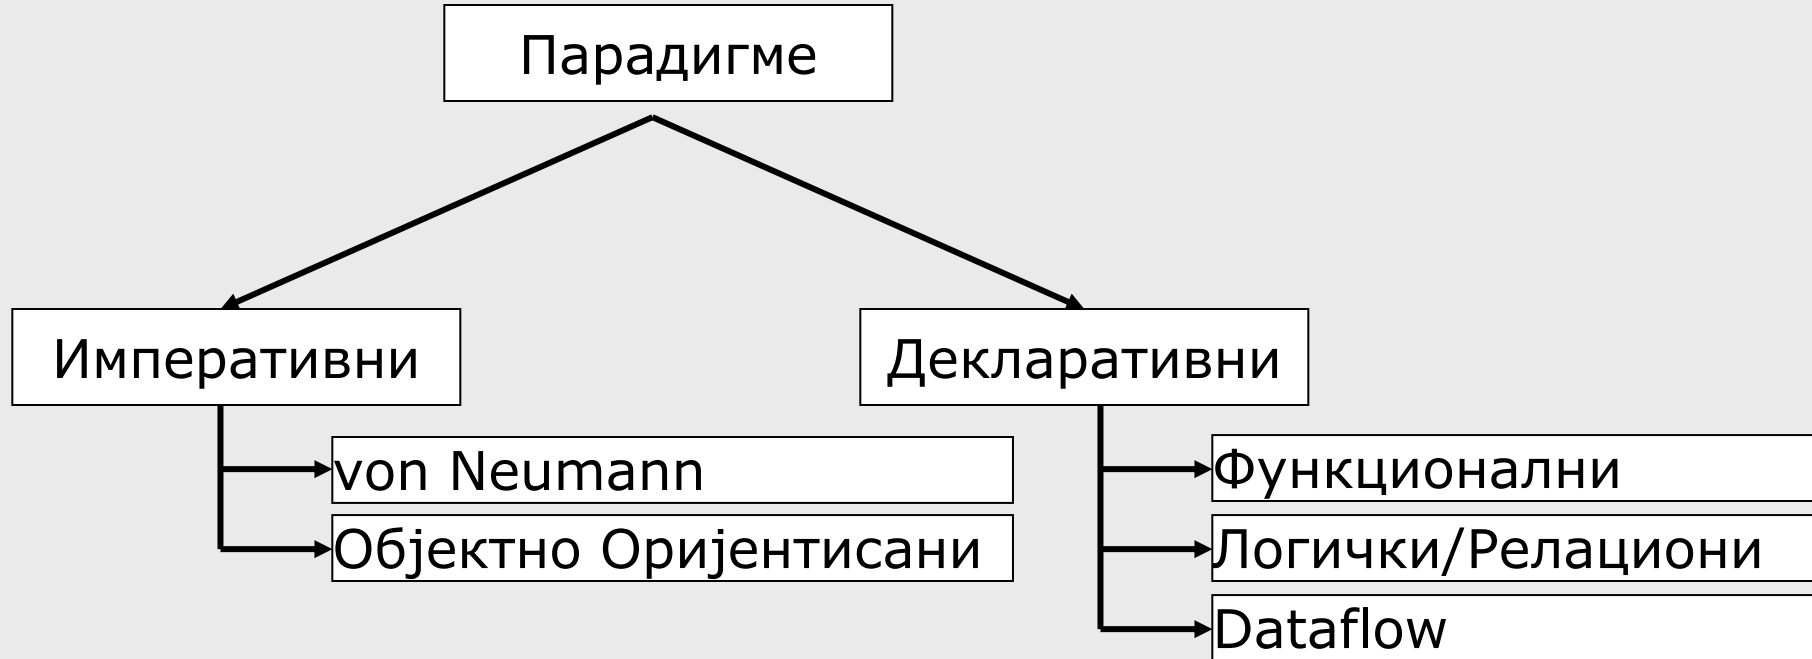 Парадигме
Императивни
Декларативни
von Neumann
Објектно Оријентисани
Функционални
Логички/Релациони
Dataflow